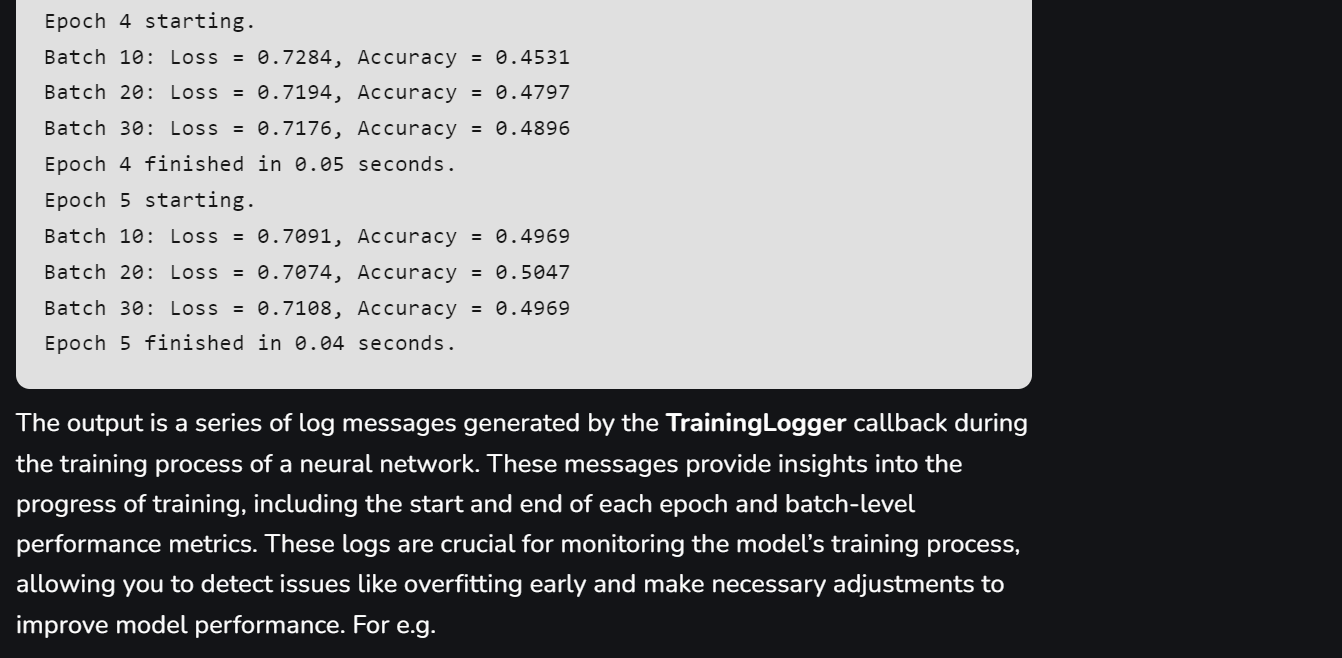 Epoch 4 starting.
Batch 10: Loss = 0.7284, Accuracy = 0.4531
Batch 20: Loss = 0.7194, Accuracy = 0.4797
Batch 30: Loss = 0.7176, Accuracy = 0.4896
Epoch 4 finished in 0.05 seconds.
Epoch 5 starting.
Batch 10: Loss = 0.7091, Accuracy = 0.4969
Batch 20: Loss = 0.7074, Accuracy = 0.5047
Batch 30: Loss = 0.7108, Accuracy = 0.4969
Epoch 5 finished in 0.04 seconds.
The output is a series of log messages generated by the TrainingLogger callback during
the training process of a neural network. These messages provide insights into the
progress of training, including the start and end of each epoch and batch-level
performance metrics. These logs are crucial for monitoring the model’s training process,
allowing you to detect issues like overfitting early and make necessary adjustments to
improve model performance. For e.g.